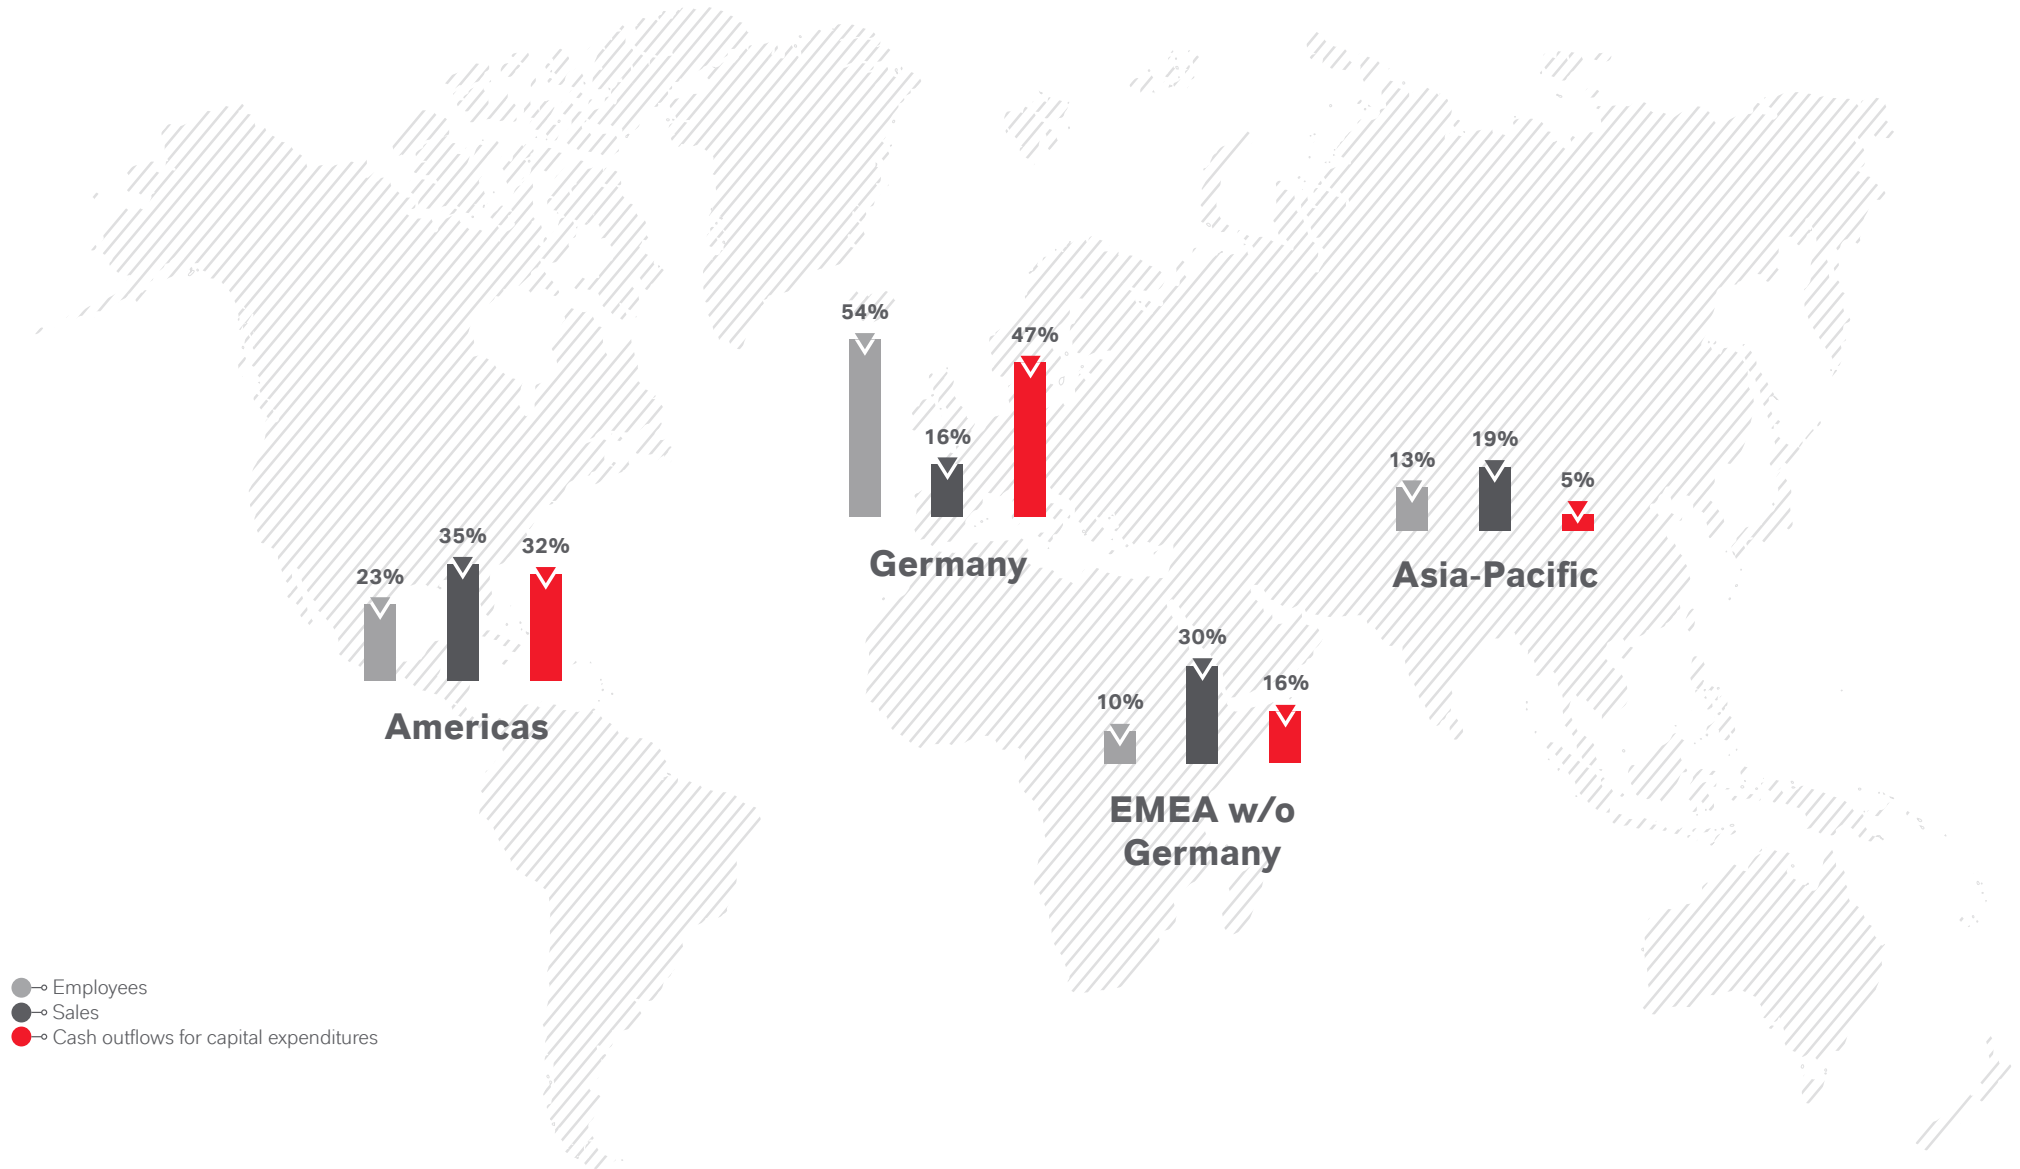 54%
47%
16%
Germany
13%
19%
5%
Asia-Pacific
23%
35%
32%
Americas
10%
30%
16%
EMEA w/o
Germany
Employees
Sales
Cash outflows for capital expenditures